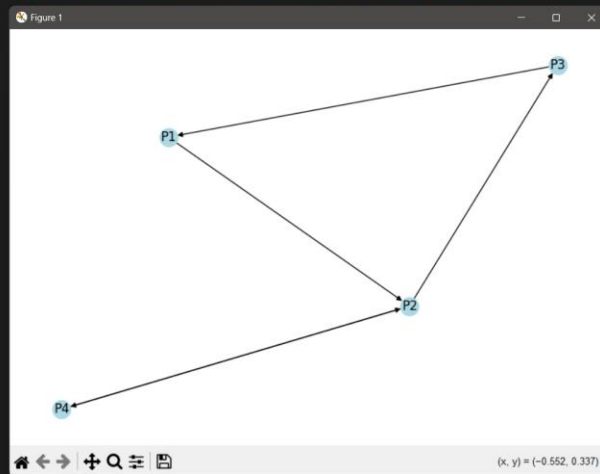 Figure 1
P3
P1
P2
P4
(x, y) = (−0.552, 0.337)